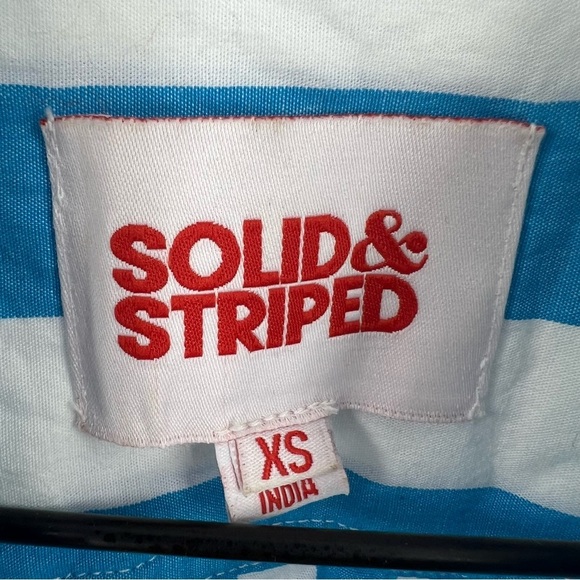 SOLID&
STRIPED
XS
INDIA